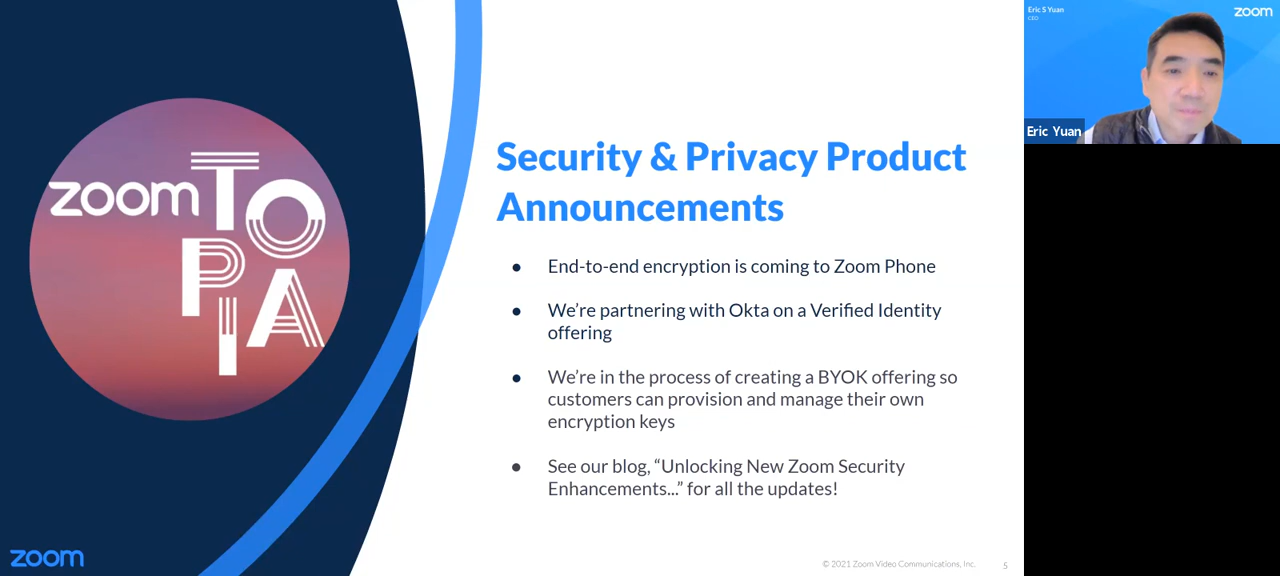 zoom TO
PIA
Security & Privacy Product
Announcements
● End-to-end encryption is coming to Zoom Phone
● We’re partnering with Okta on a Verified Identity
offering
● We’re in the process of creating a BYOK offering so
customers can provision and manage their own
encryption keys
● See our blog, “Unlocking New Zoom Security
Enhancements...” for all the updates!
zoom
© 2021 Zoom Video Communications, Inc.
5
Eric S Yuan
CEO
zoom
Eric Yuan